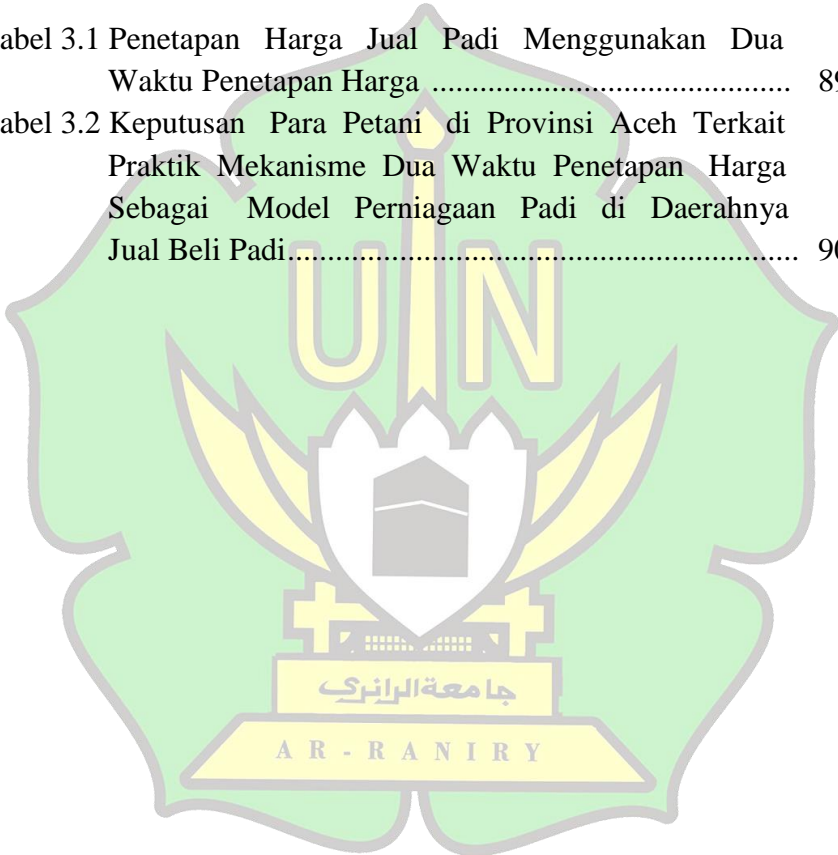 abel 3.1 Penetapan Harga Jual Padi Menggunakan Dua
Waktu Penetapan Harga ............................................. 89
abel 3.2 Keputusan Para Petani di Provinsi Aceh Terkait
Praktik Mekanisme Dua Waktu Penetapan Harga
Sebagai Model Perniagaan Padi di Daerahnya
Jual Beli Padi................................................................ 90
UIN
جامعةالرانري
AR-RANIRY